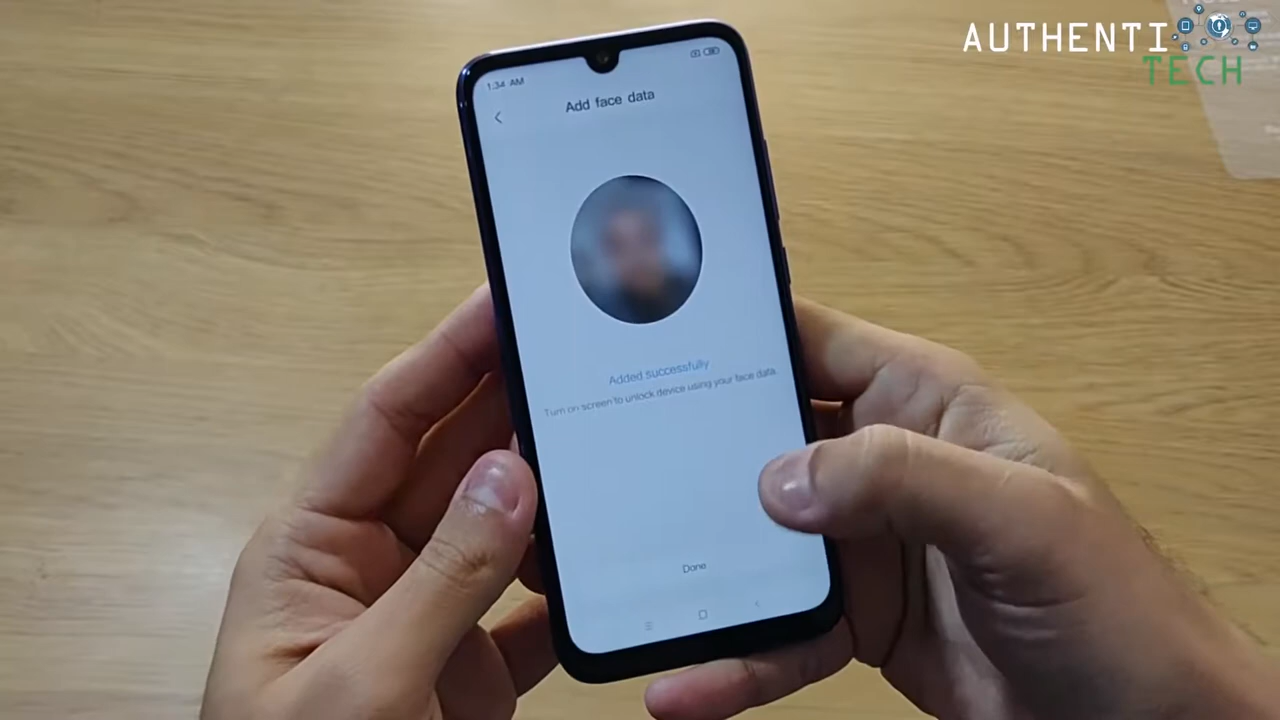 AUTHENTI
TECH
1:34 AM
Add face data
Added successfully
Turn on screen to unlock device using your face data.
Done